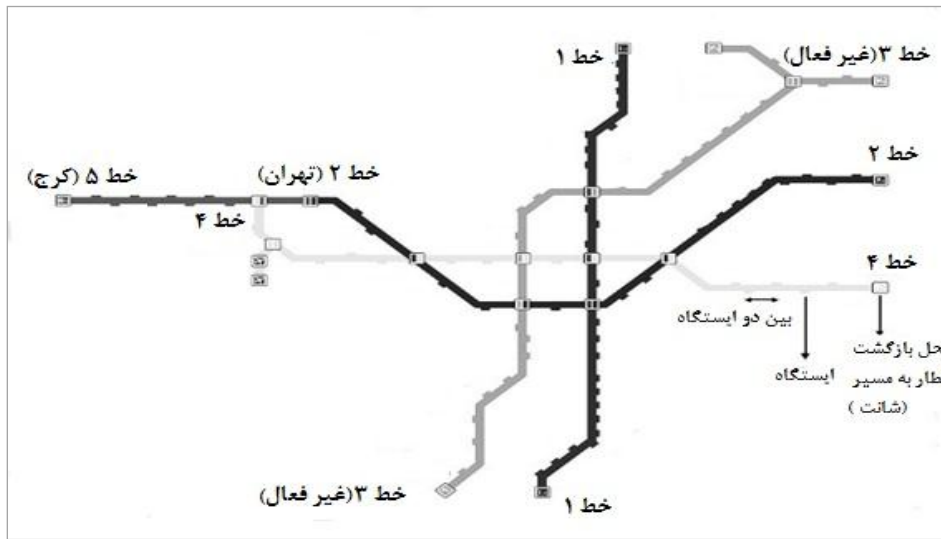 خط ۱
خط ۳(غیر فعال)
خط ۲
خط ۵ (کرج)
خط ۲ (تهران)
خط ۴
خط ۴
بین دو ایستگاه
ایستگاه
حل بازگشت
طار به مسیر
(شانت )
خط ۳(غیر فعال)
خط ۱